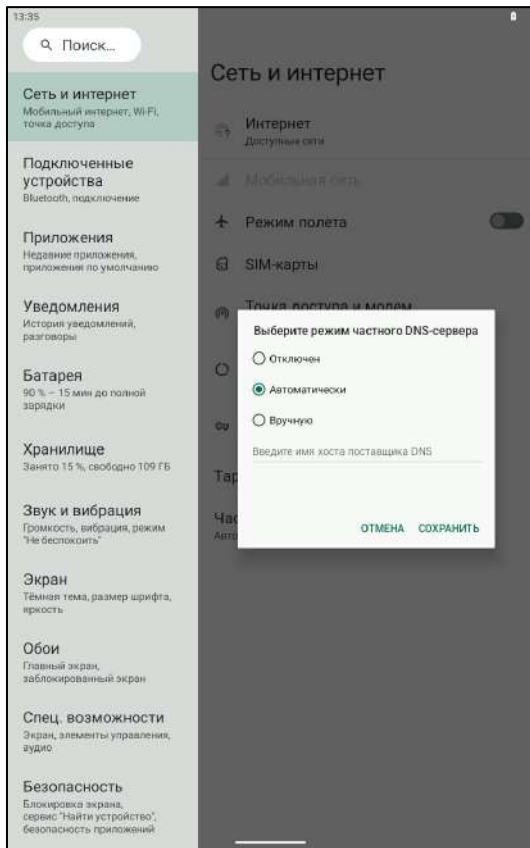 13:35
Поиск...
Сеть и интернет
Мобильный интернет, Wi-Fi,
точка доступа
Подключенные
устройства
Bluetooth, подключение
Приложения
Недавние приложения,
приложения по умолчанию
Уведомления
История уведомлений,
разговоры
Батарея
90 % – 15 мин до полной
зарядки
Хранилище
Занято 15 %, свободно 109 ГБ
Звук и вибрация
Громкость, вибрация, режим
"Не беспокоить"
Экран
Тёмная тема, размер шрифта,
яркость
Обои
Главный экран,
заблокированный экран
Спец. возможности
Экран, элементы управления,
аудио
Безопасность
Блокировка экрана,
сервис "Найти устройство",
безопасность приложений
Сеть и интернет
Интернет
Доступные сети
Мобильная сеть
Режим полета
SIM-карты
Точка доступа и модем
Тар
Час
Авто
Выберите режим частного DNS-сервера
Отключен
Автоматически
Вручную
Введите имя хоста поставщика DNS
ОТМЕНА СОХРАНИТЬ